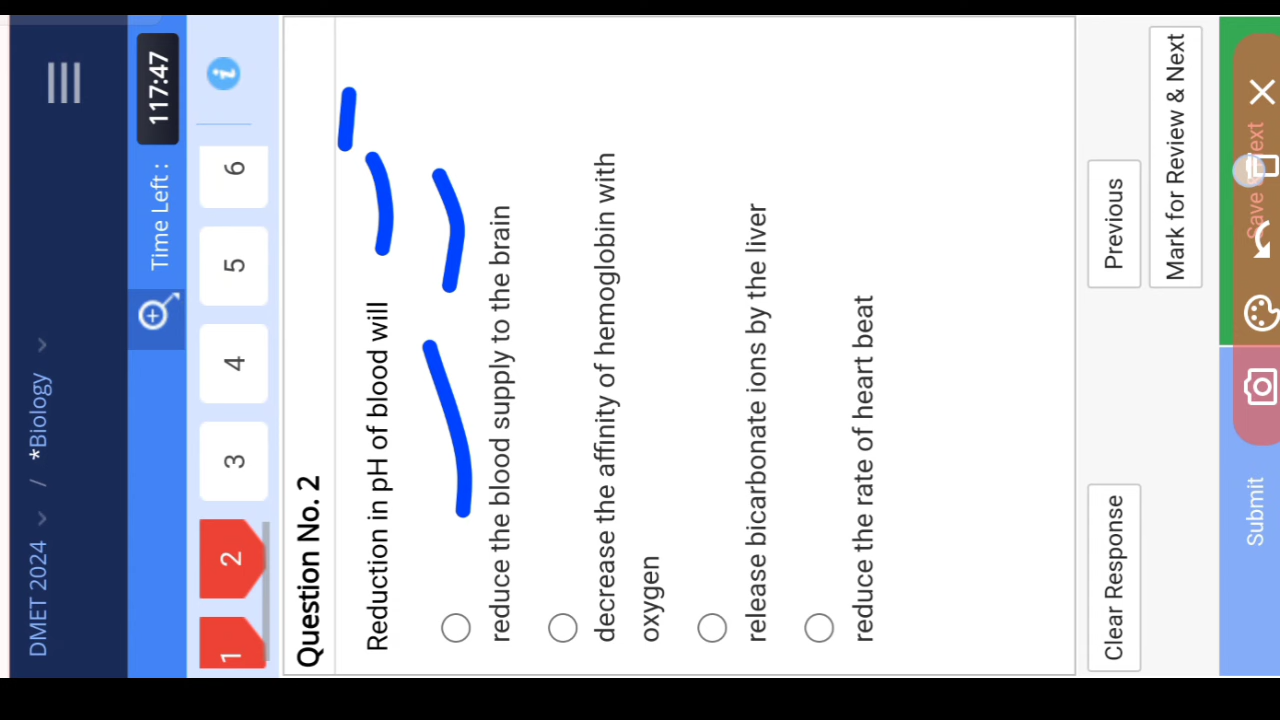 DMET 2024 / *Biology
Time Left : 117:47
1 2 3 4 5 6
Question No. 2
Reduction in pH of blood will
reduce the blood supply to the brain
decrease the affinity of hemoglobin with
oxygen
release bicarbonate ions by the liver
reduce the rate of heart beat
Clear Response Previous
Mark for Review & Next
Submit Save